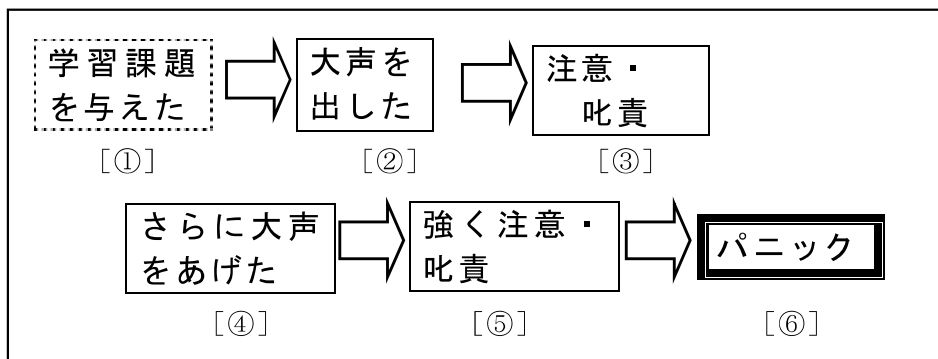 学習課題
を与えた
大声を
出した
注意・
叱責
[①]
[②]
[③]
さらに大声
をあげた
強く注意・
叱責
パニック
[④]
[⑤]
[⑥]